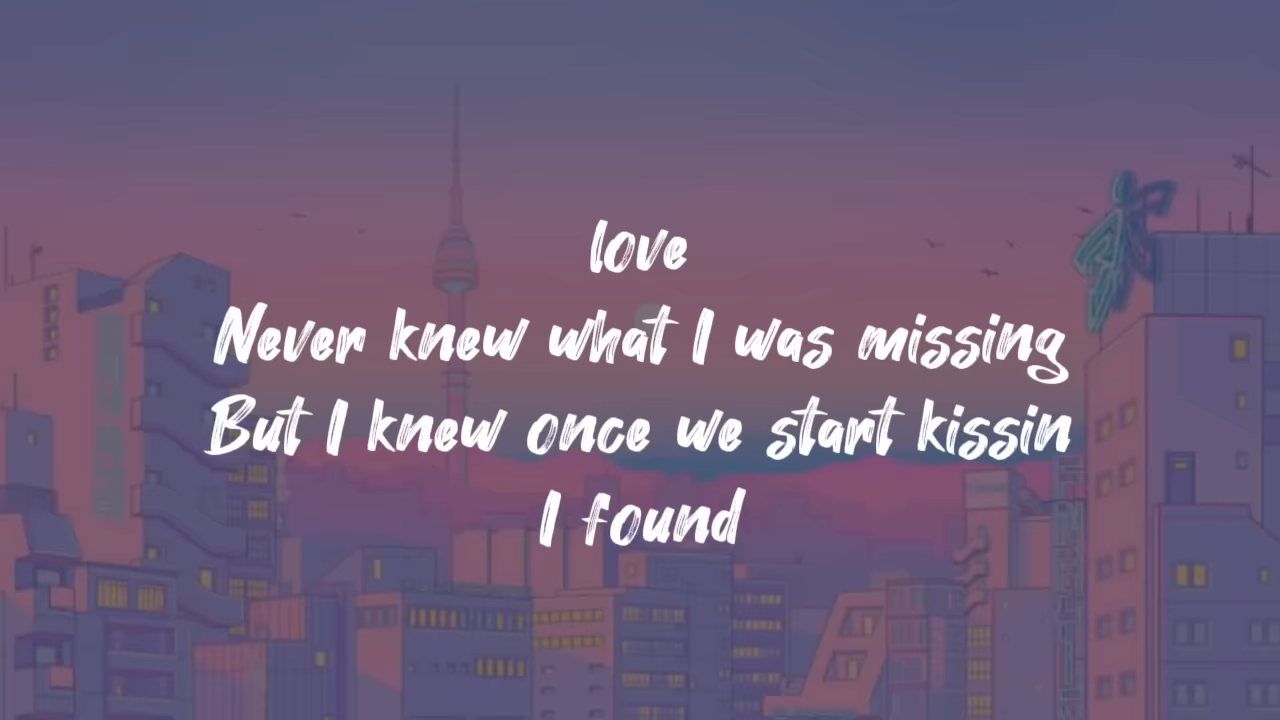 love
Never knew what I was missing
But I knew once we start kissin
I found